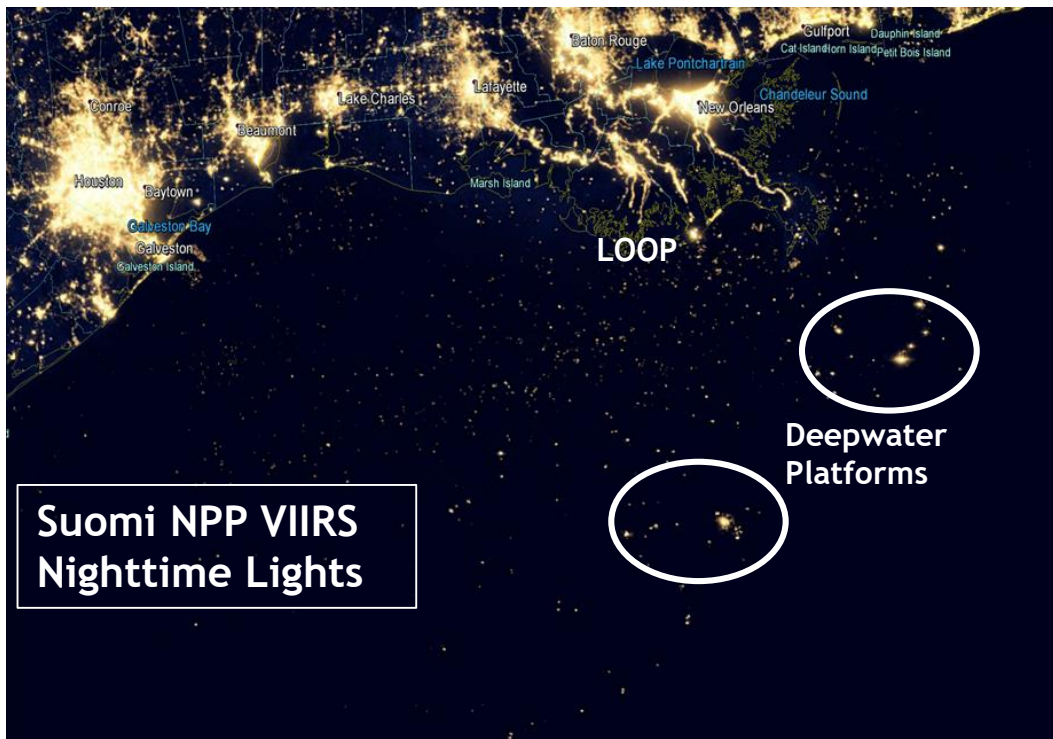 Gulfport
Dauphin Island
Cat Island
Horn Island
Petit Bois Island
Baton Rouge
Lake Pontchartrain
Lafayette
Chandeleur Sound
Lake Charles
New Orleans
Conroe
Beaumont
Houston
Baytown
Marsh Island
Galveston Bay
Galveston
Galveston Island
LOOP
Deepwater
Platforms
Suomi NPP VIIRS
Nighttime Lights